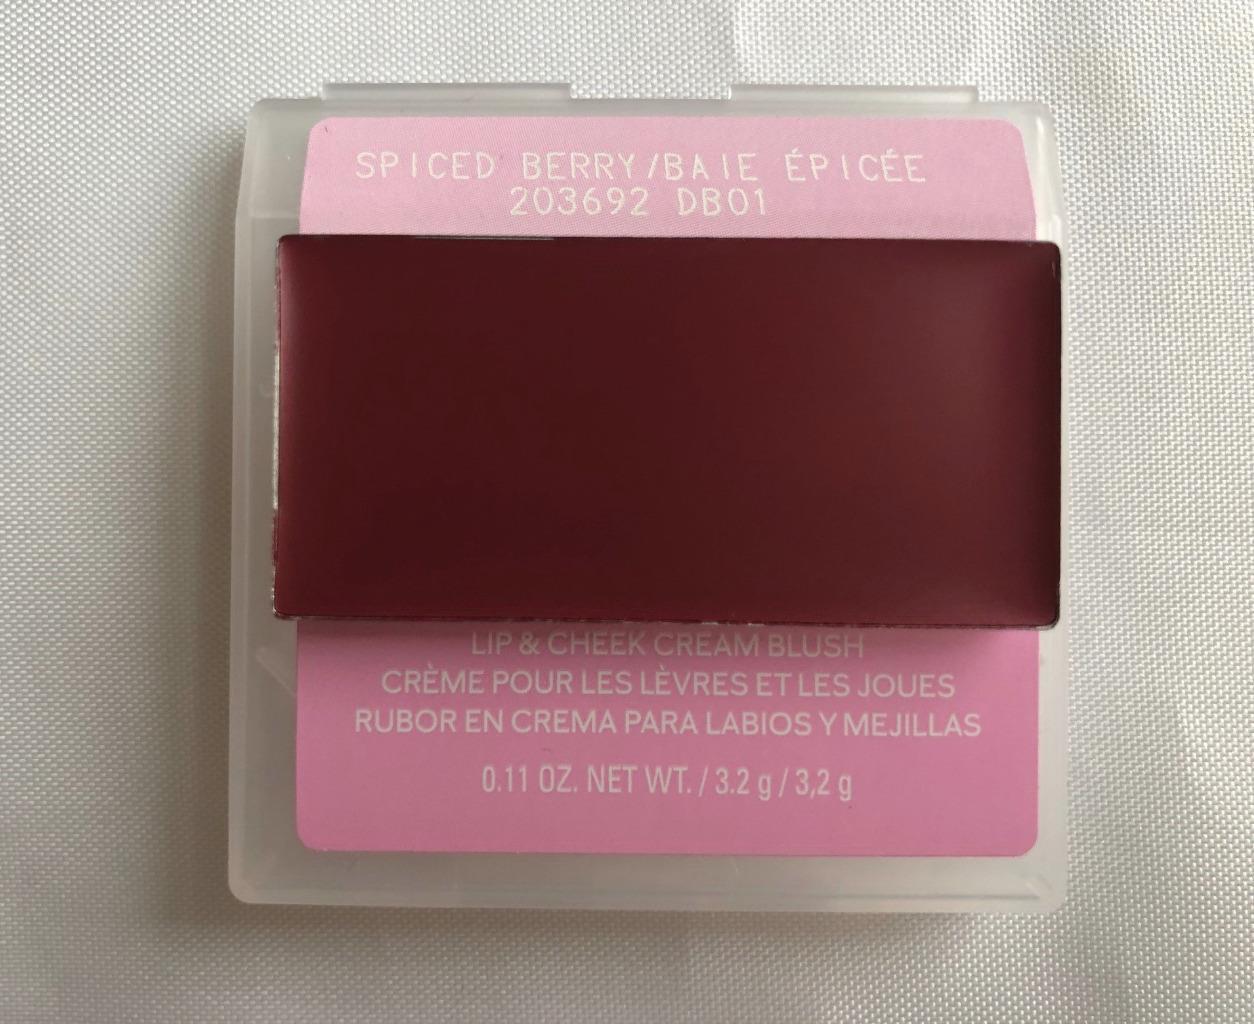 SPICED BERRY/BAIE ÉPICÉE
203692 DB01
LIP & CHEEK CREAM BLUSH
CRÈME POUR LES LÈVRES ET LES JOUES
RUBOR EN CREMA PARA LABIOS Y MEJILLAS
0.11 OZ. NET WT. / 3.2 g / 3,2 g